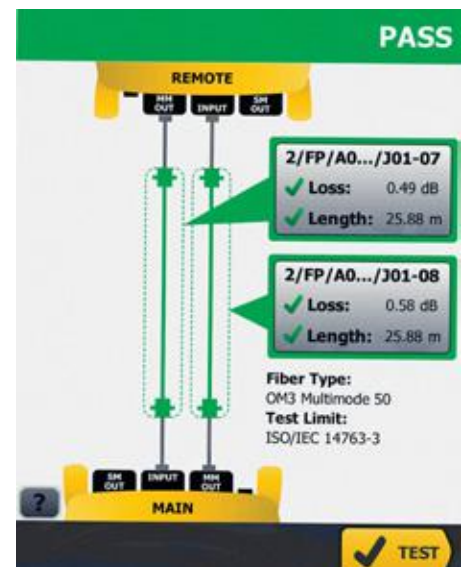 PASS
REMOTE
MM OUT
INPUT
SM OUT
2/FP/A0.../J01-07
Loss: 0.49 dB
Length: 25.88 m
2/FP/A0.../J01-08
Loss: 0.58 dB
Length: 25.88 m
Fiber Type:
OM3 Multimode 50
Test Limit:
ISO/IEC 14763-3
SM OUT
INPUT
MM OUT
MAIN
?
TEST